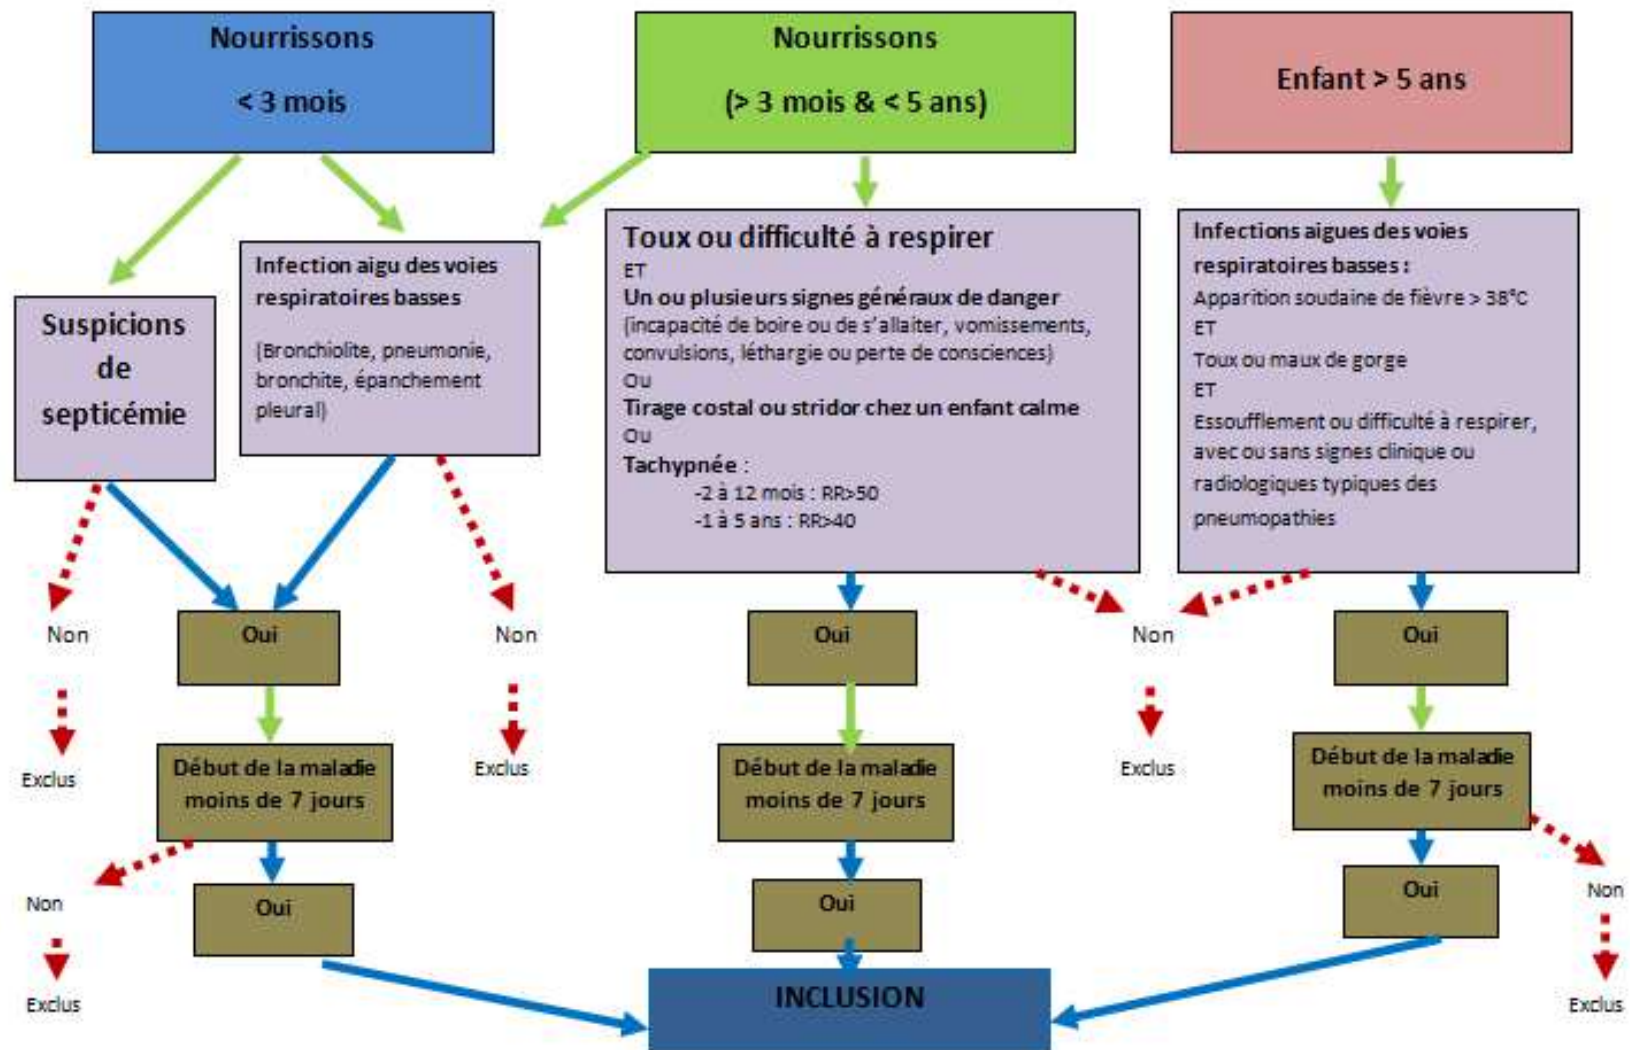 Nourrissons
< 3 mois
Nourrissons
(> 3 mois & < 5 ans)
Enfant > 5 ans
Suspicions
de
septicémie
Infection aigu des voies
respiratoires basses
(Bronchiolite, pneumonie,
bronchite, épanchement
pleural)
Toux ou difficulté à respirer
ET
Un ou plusieurs signes généraux de danger
(incapacité de boire ou de s'allaiter, vomissements,
convulsions, léthargie ou perte de consciences)
Ou
Tirage costal ou stridor chez un enfant calme
Ou
Tachypnée :
-2 à 12 mois : RR>50
-1 à 5 ans : RR>40
Infections aigues des voies
respiratoires basses :
Apparition soudaine de fièvre > 38°C
ET
Toux ou maux de gorge
ET
Essoufflement ou difficulté à respirer,
avec ou sans signes clinique ou
radiologiques typiques des
pneumopathies
Non
Oui
Non
Oui
Non
Oui
Exclus
Début de la maladie
moins de 7 jours
Exclus
Début de la maladie
moins de 7 jours
Exclus
Début de la maladie
moins de 7 jours
Non
Oui
Oui
Oui
Non
Exclus
INCLUSION
Exclus